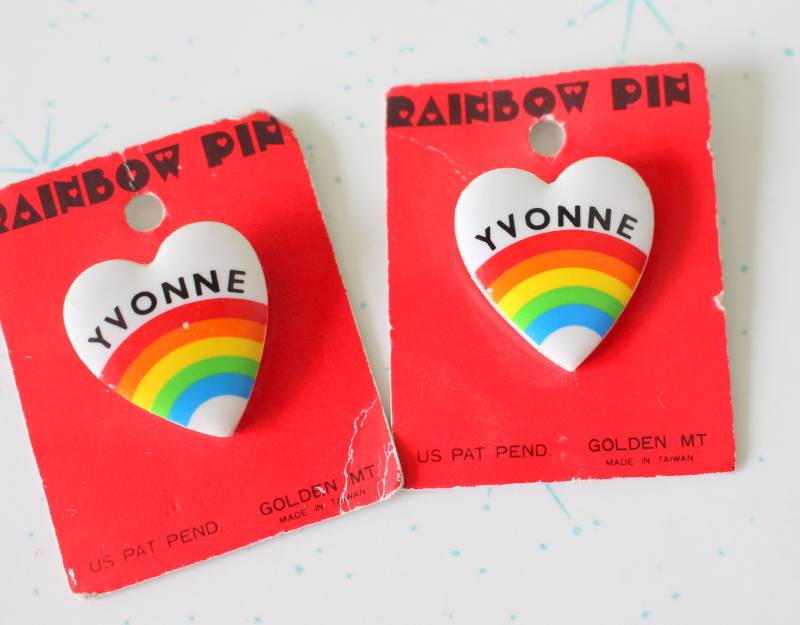 RAINBOW PIN
YVONNE
US PAT PEND.
GOLDEN MT
MADE IN TAIWAN
RAINBOW PIN
YVONNE
US PAT PEND.
GOLDEN MT
MADE IN TAIWAN